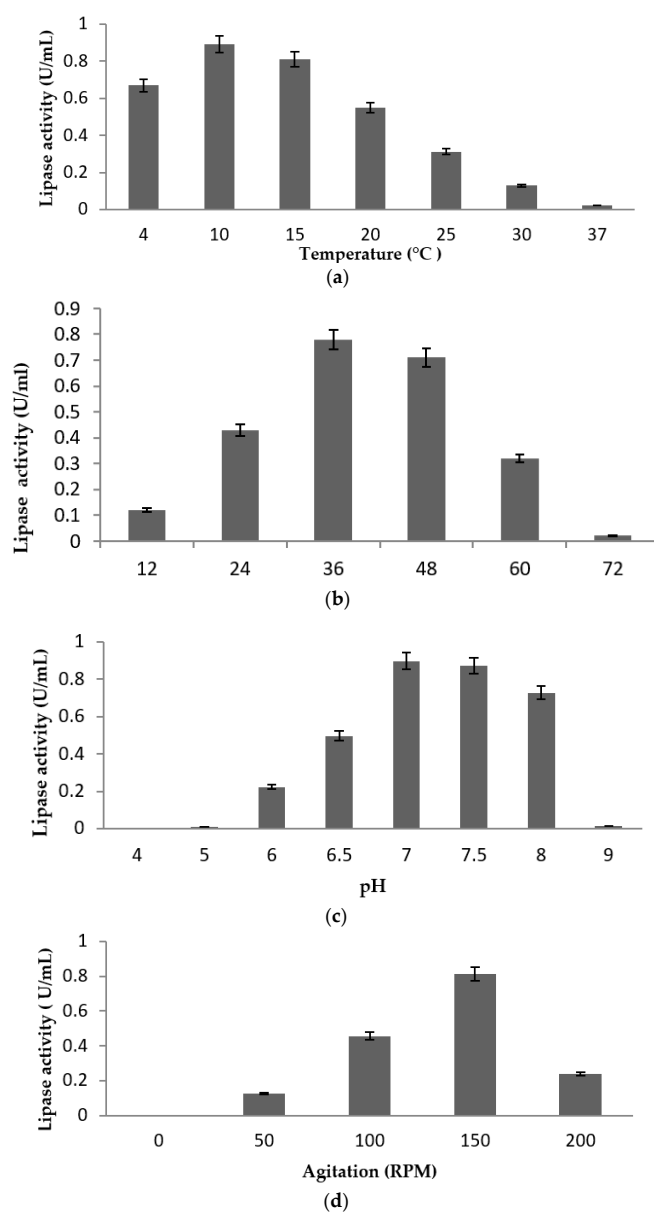 Lipase activity (U/mL)
1
0.8
0.6
0.4
0.2
0
4 10 15 20 25 30 37
Temperature (°C )
(a)
Lipase activity (U/ml)
0.9
0.8
0.7
0.6
0.5
0.4
0.3
0.2
0.1
0
12 24 36 48 60 72
(b)
Lipase activity (U/mL)
1
0.8
0.6
0.4
0.2
0
4 5 6 6.5 7 7.5 8 9
pH
(c)
Lipase activity ( U/mL)
1
0.8
0.6
0.4
0.2
0
0 50 100 150 200
Agitation (RPM)
(d)